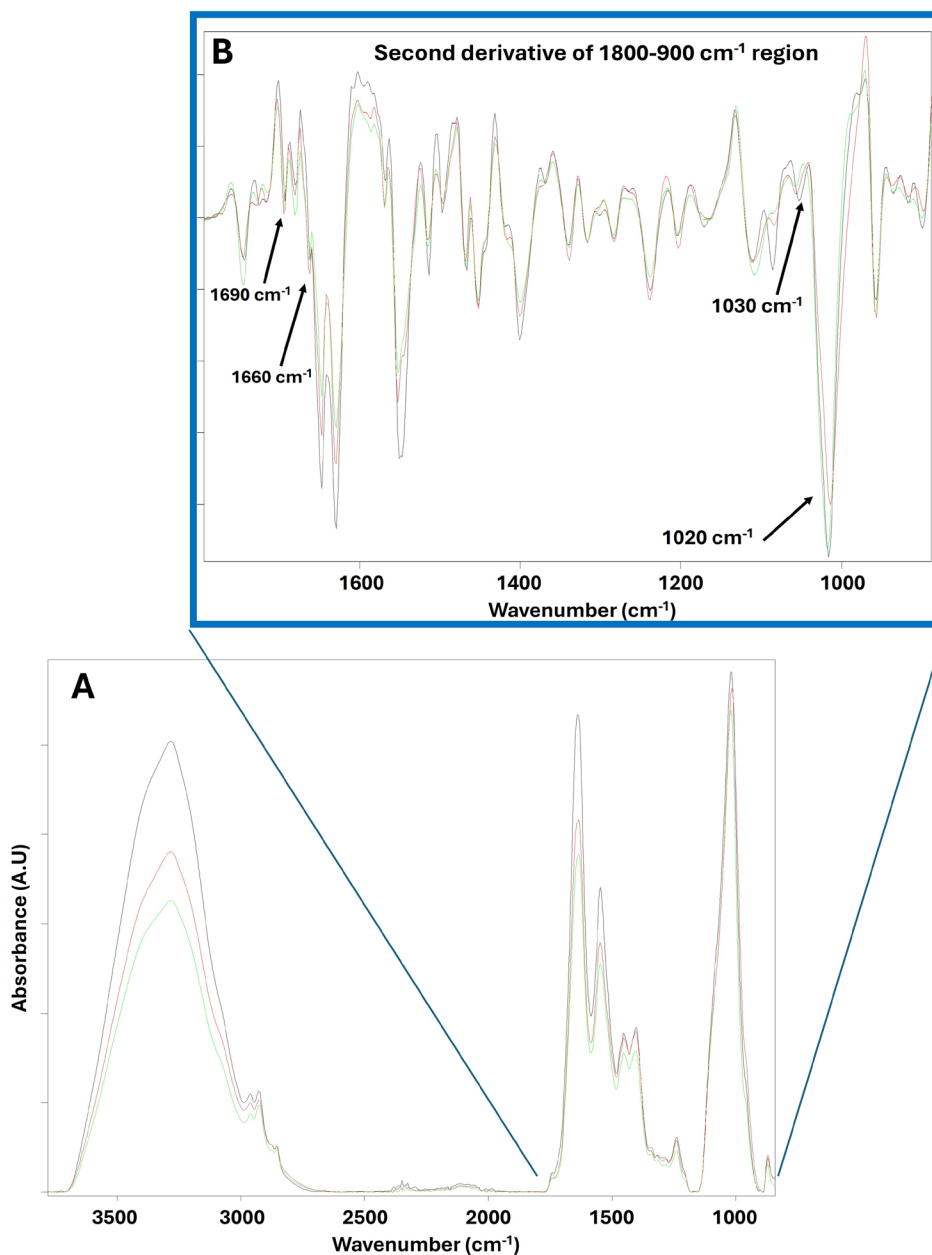 B
Second derivative of 1800-900 cm⁻¹ region
1690 cm⁻¹
1660 cm⁻¹
1030 cm⁻¹
1020 cm⁻¹
1600 1400 1200 1000
Wavenumber (cm⁻¹)
A
Absorbance (A.U)
3500 3000 2500 2000 1500 1000
Wavenumber (cm⁻¹)